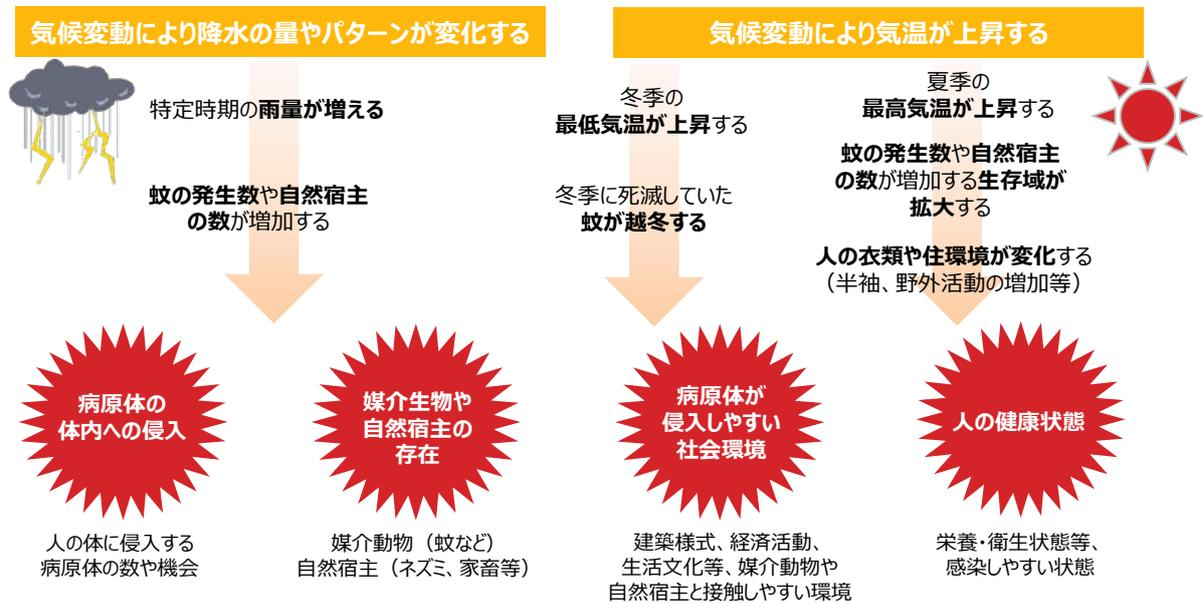 気候変動により降水の量やパターンが変化する
特定時期の雨量が増える
蚊の発生数や自然宿主
の数が増加する
気候変動により気温が上昇する
冬季の
最低気温が上昇する
冬季に死滅していた
蚊が越冬する
夏季の
最高気温が上昇する
蚊の発生数や自然宿主
の数が増加する生存域が
拡大する
人の衣類や住環境が変化する
（半袖、野外活動の増加等）
病原体の
体内への侵入
媒介生物や
自然宿主の
存在
病原体が
侵入しやすい
社会環境
人の健康状態
人の体に侵入する
病原体の数や機会
媒介動物（蚊など）
自然宿主（ネズミ、家畜等）
建築様式、経済活動、
生活文化等、媒介動物や
自然宿主と接触しやすい環境
栄養・衛生状態等、
感染しやすい状態